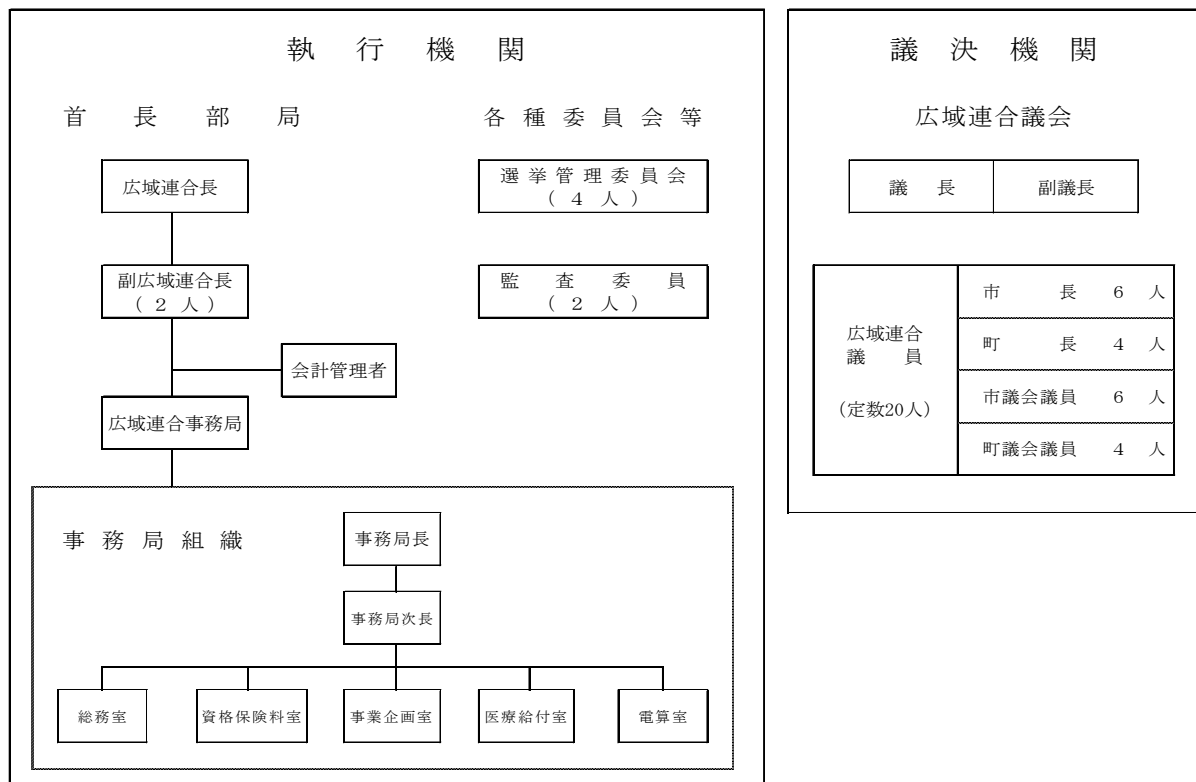 執行機関
首長部局
各種委員会等
広域連合長
選挙管理委員会
(4人)
副広域連合長
(2人)
監査委員
(2人)
会計管理者
広域連合事務局
事務局組織
事務局長
事務局次長
総務室
資格保険料室
事業企画室
医療給付室
電算室
議決機関
広域連合議会
議長
副議長
広域連合
議員
(定数20人)
市長 6人
町長 4人
市議会議員 6人
町議会議員 4人